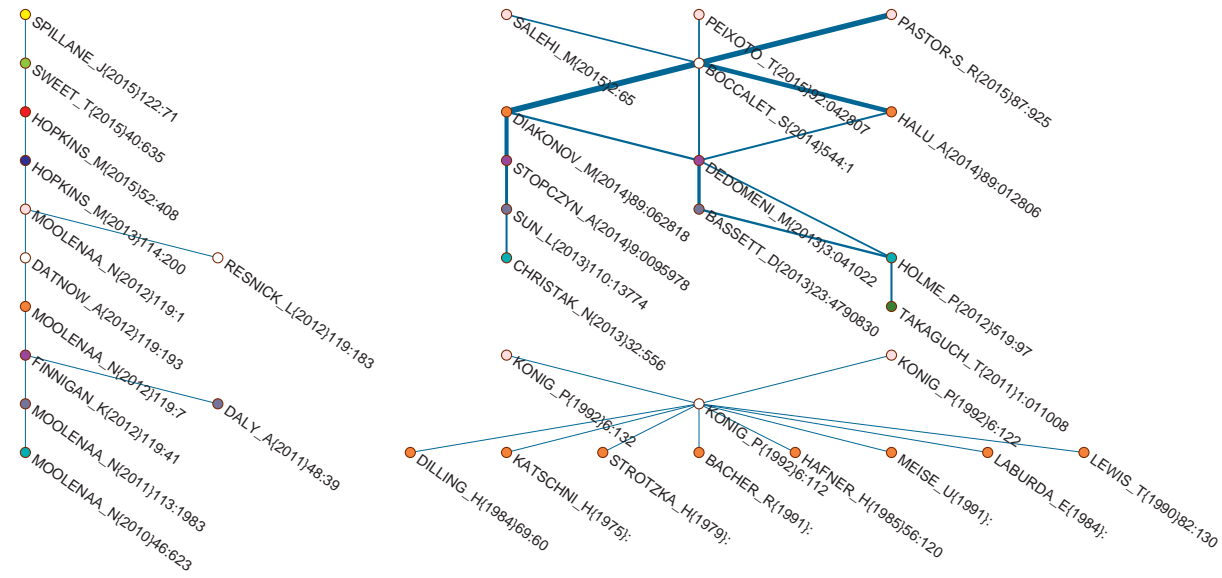 SPILLANE_J{2015}122:71
SWEET_T{2015}40:635
HOPKINS_M{2015}52:408
HOPKINS_M{2013}114:200
MOOLENAA_N{2012}119:1
RESNICK_L{2012}119:183
DATNOW_A{2012}119:193
MOOLENAA_N{2012}119:7
FINNIGAN_K{2012}119:41
DALY_A{2011}48:39
MOOLENAA_N{2011}113:1983
MOOLENAA_N{2010}46:623
SALEHI_M{2015}2:65
PEIXOTO_T{2015}92:042807
PASTOR-S_R{2015}87:925
BOCCALET_S{2014}544:1
DIAKONOV_M{2014}89:062818
HALU_A{2014}89:012806
STOPCZYN_A{2014}9:0095978
DEDOMENI_M{2013}3:041022
SUN_L{2013}110:13774
BASSETT_D{2013}23:4790830
CHRISTAK_N{2013}32:556
HOLME_P{2012}519:97
TAKAGUCH_T{2011}1:011008
KONIG_P{1992}6:132
KONIG_P{1992}6:122
KONIG_P{1992}6:112
DILLING_H{1984}69:60
KATSCHNI_H{1975}:
STROTZKA_H{1979}:
BACHER_R{1991}:
HAFNER_H{1985}56:120
MEISE_U{1991}:
LABURDA_E{1984}:
LEWIS_T{1990}82:130